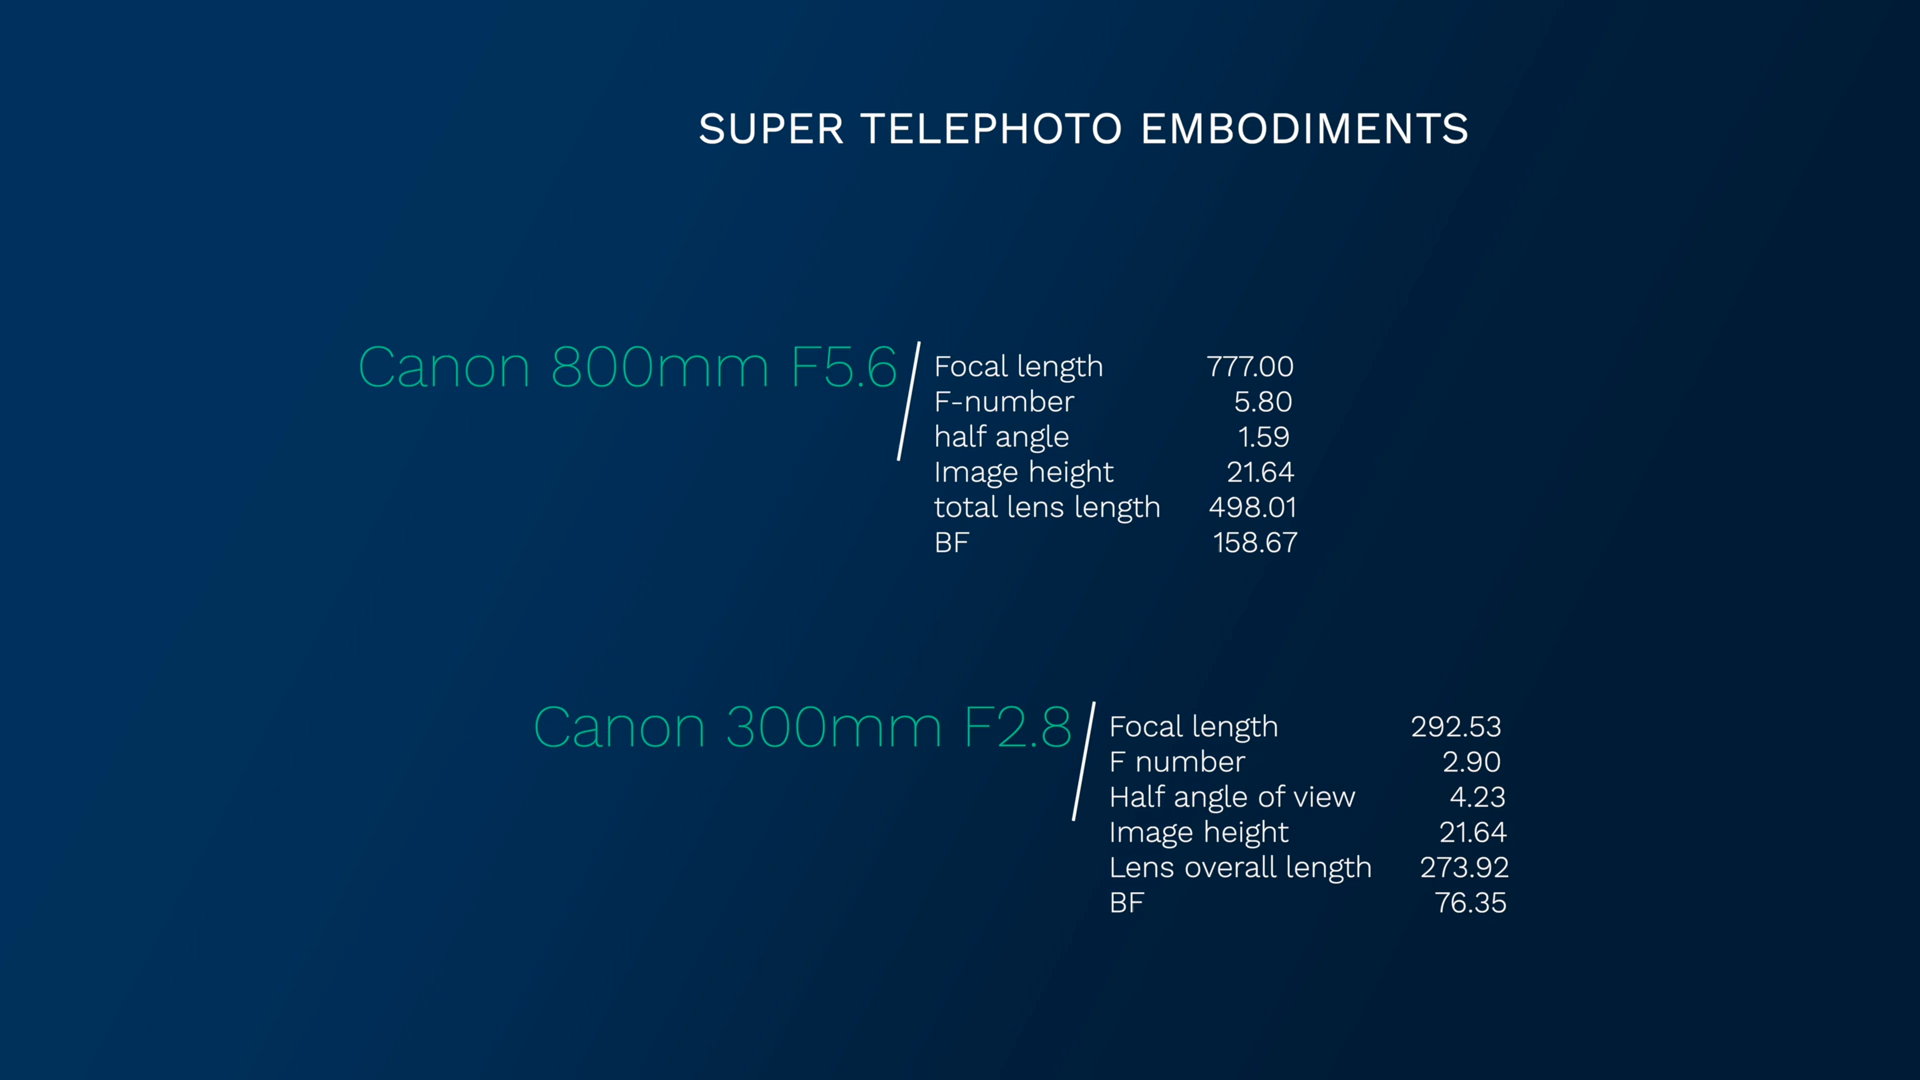 SUPER TELEPHOTO EMBODIMENTS
Canon 800mm F5.6
Focal length 777.00
F-number 5.80
half angle 1.59
Image height 21.64
total lens length 498.01
BF 158.67
Canon 300mm F2.8
Focal length 292.53
F number 2.90
Half angle of view 4.23
Image height 21.64
Lens overall length 273.92
BF 76.35